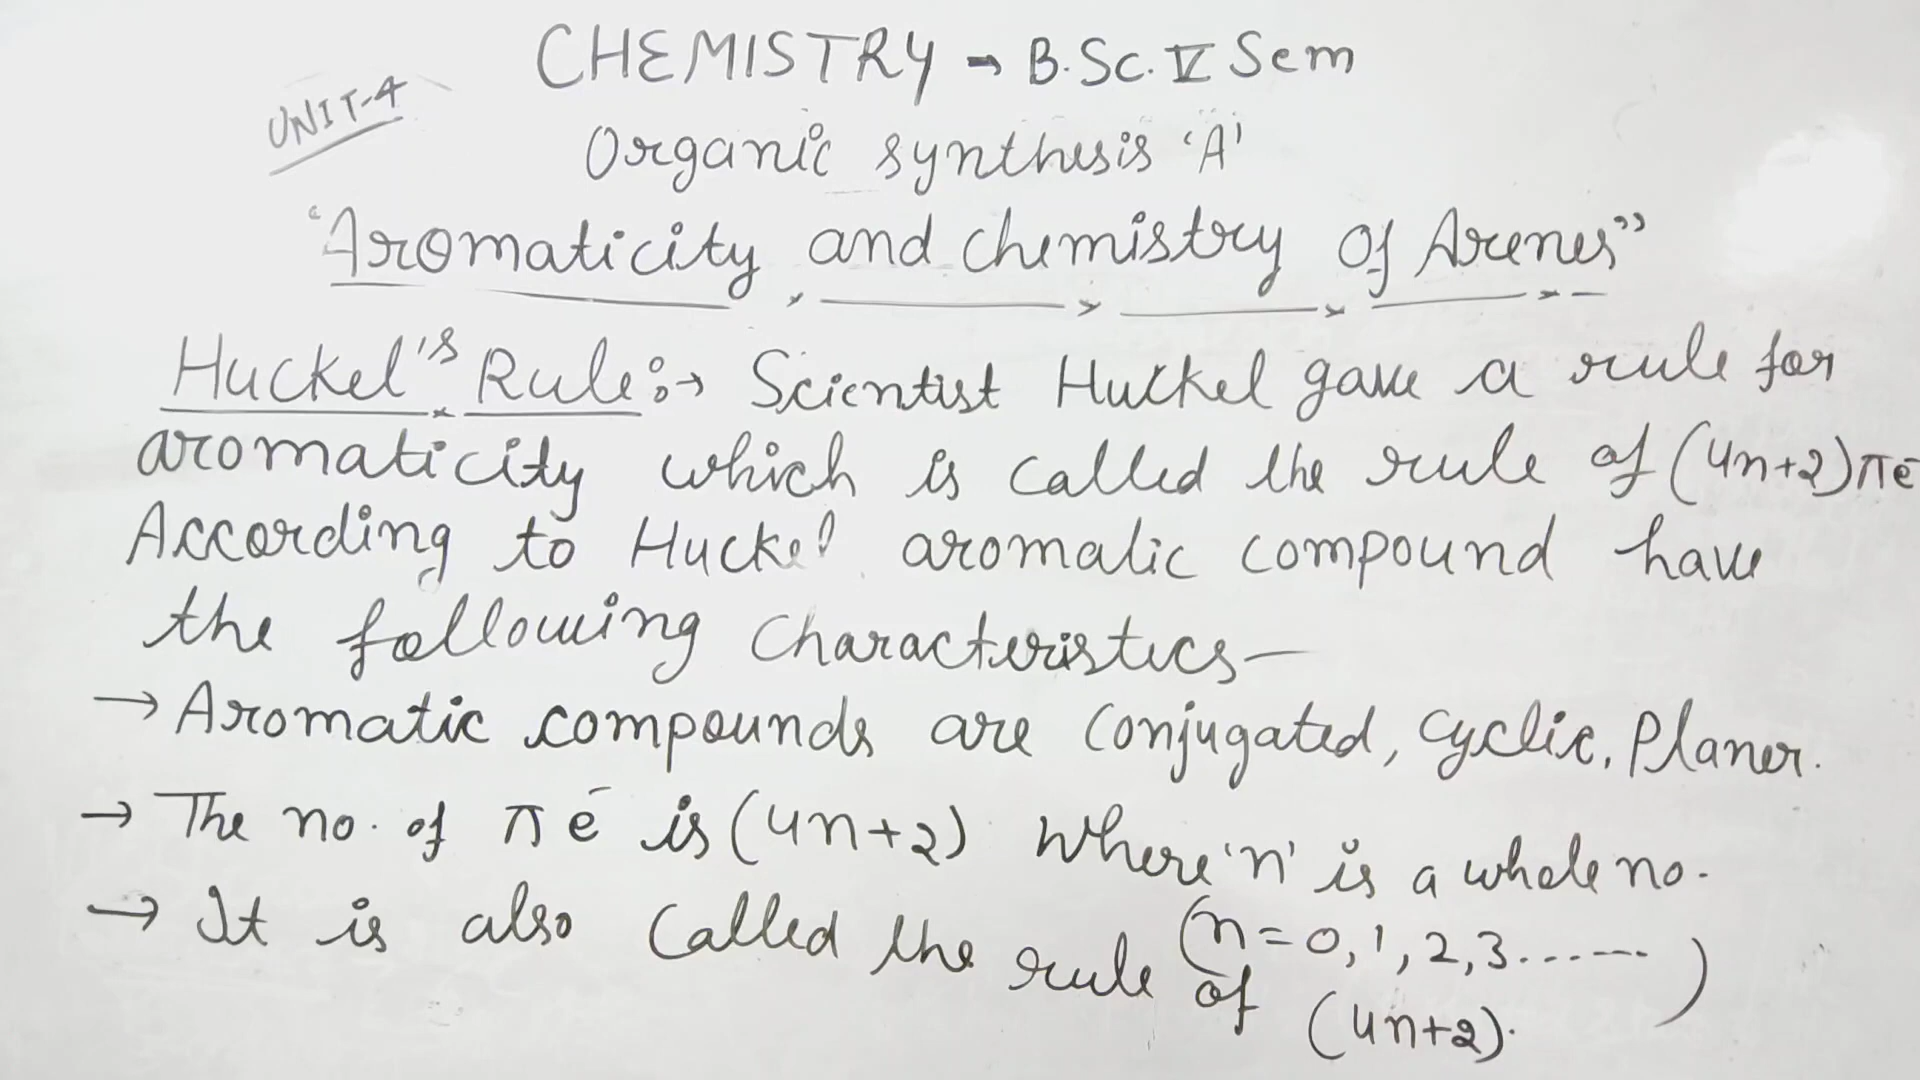 CHEMISTRY → B.Sc. V Sem
UNIT-4
Organic synthesis 'A'
"Aromaticity and chemistry of Arenes"
Huckel's Rule:→ Scientist Huckel gave a rule for
aromaticity which is called the rule of (4n+2)πe⁻
According to Huckel aromatic compound have
the following characteristics—
→ Aromatic compounds are conjugated, cyclic, Planer.
→ The no. of π e⁻ is (4n+2) where 'n' is a whole no.
(n=0,1,2,3......)
→ It is also called the rule of (4n+2).